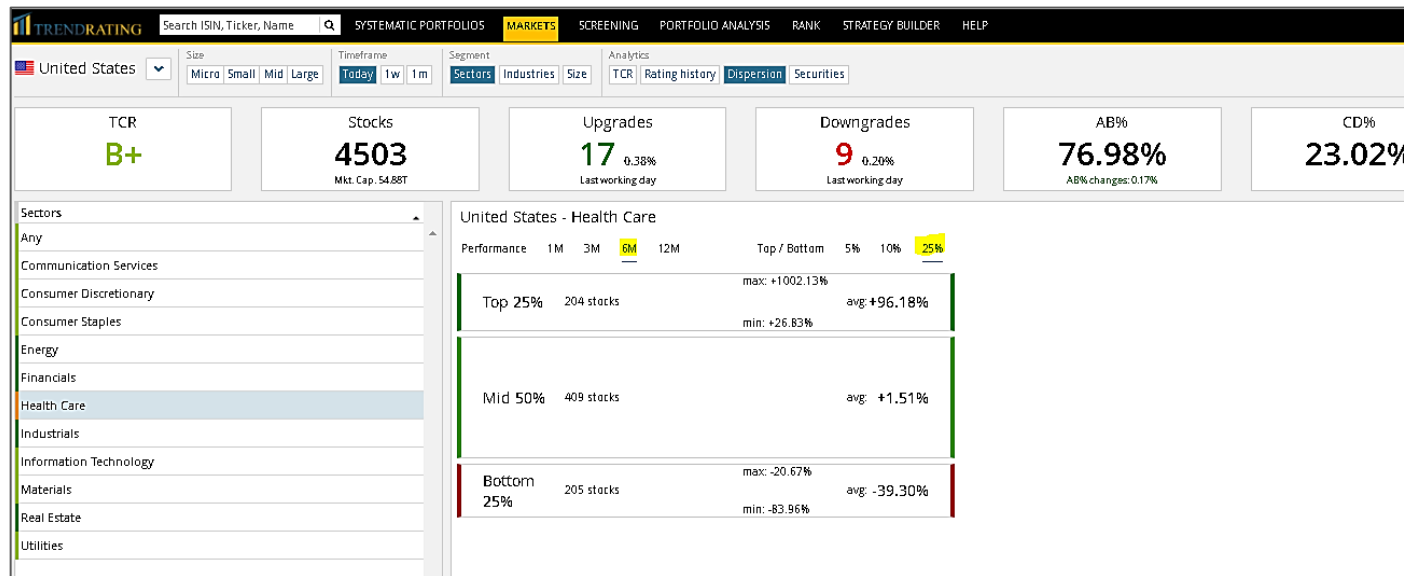 TRENDRATING Search ISIN, Ticker, Name SYSTEMATIC PORTFOLIOS MARKETS SCREENING PORTFOLIO ANALYSIS RANK STRATEGY BUILDER HELP
Size Timeframe Segment Analytics
United States Micro Small Mid Large Today 1w 1m Sectors Industries Size TCR Rating history Dispersion Securities
TCR Stocks Upgrades Downgrades AB% CD%
B+ 4503 17 0.38% 9 0.20% 76.98% 23.02%
Mkt. Cap. 54.88T Last working day Last working day AB% changes: 0.17%
Sectors
Any
Communication Services
Consumer Discretionary
Consumer Staples
Energy
Financials
Health Care
Industrials
Information Technology
Materials
Real Estate
Utilities
United States - Health Care
Performance 1M 3M 6M 12M Top / Bottom 5% 10% 25%
max: +1002.13%
Top 25% 204 stocks avg: +96.18%
min: +26.83%
Mid 50% 409 stocks avg: +1.51%
max: -20.67%
Bottom 25% 205 stocks avg: -39.30%
min: -83.96%